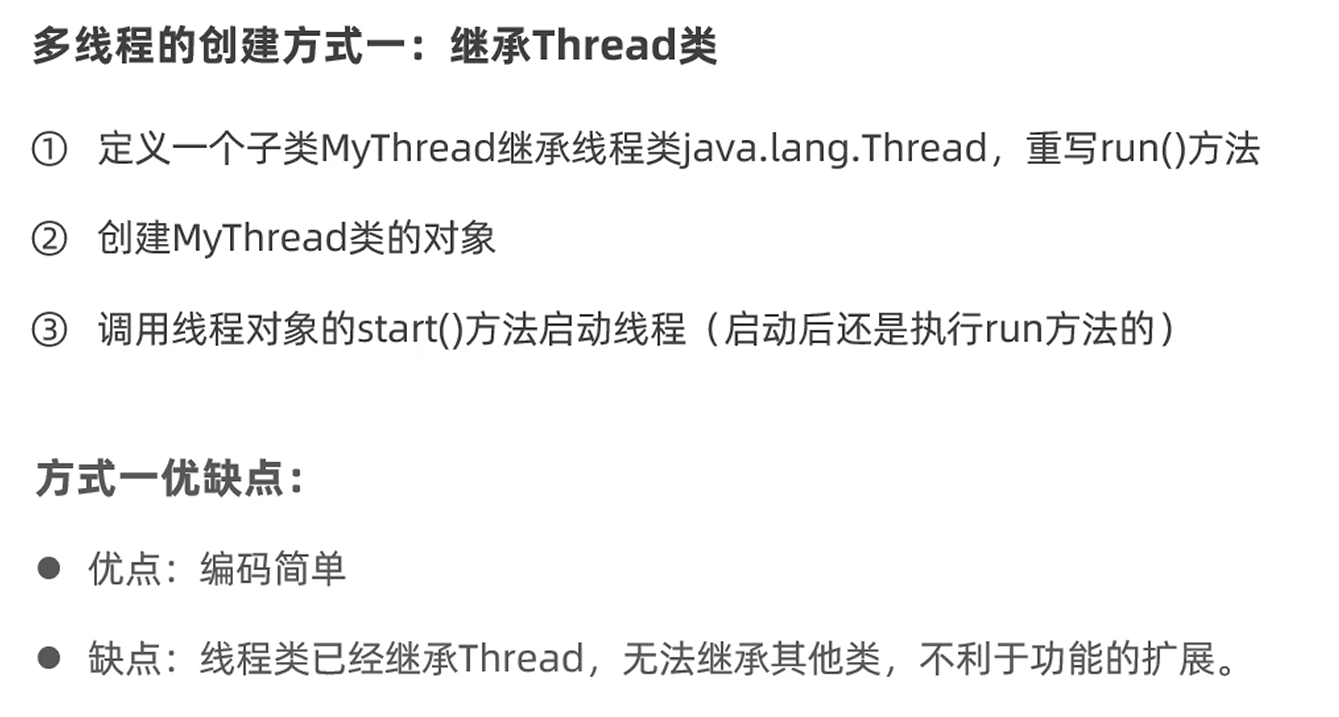 多线程的创建方式一：继承Thread类
① 定义一个子类MyThread继承线程类java.lang.Thread，重写run()方法
② 创建MyThread类的对象
③ 调用线程对象的start()方法启动线程（启动后还是执行run方法的）
方式一优缺点：
● 优点：编码简单
● 缺点：线程类已经继承Thread，无法继承其他类，不利于功能的扩展。